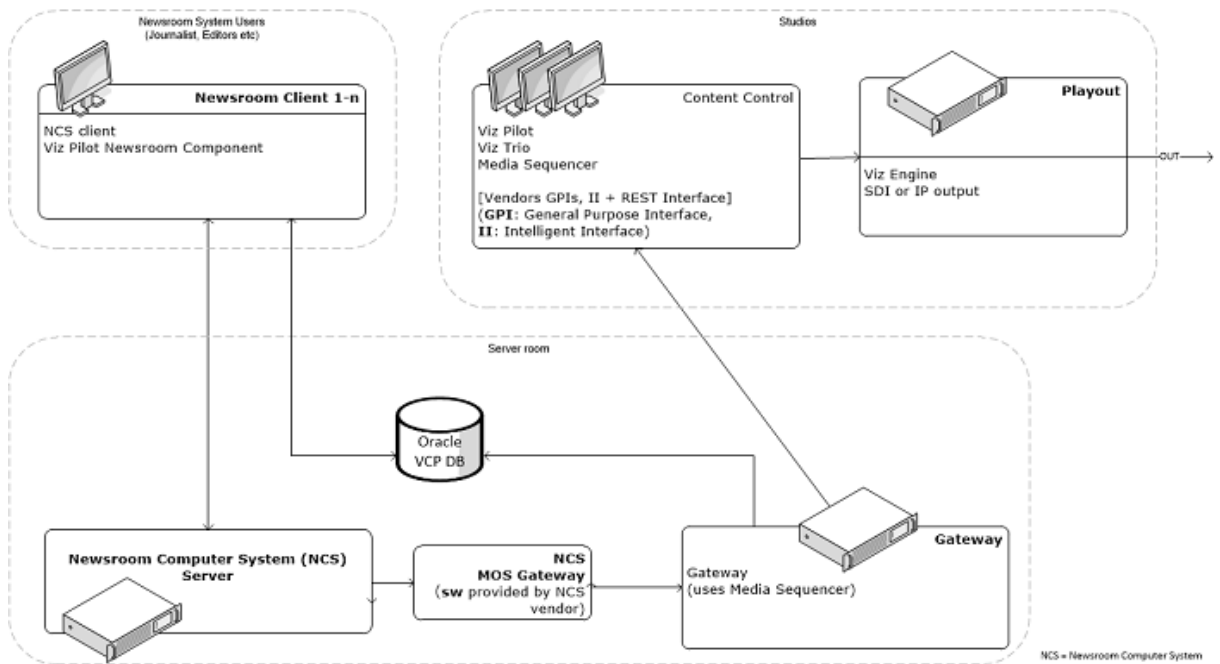 Newsroom System Users
(Journalist, Editors etc)
Newsroom Client 1-n
NCS client
Viz Pilot Newsroom Component
Studios
Content Control
Viz Pilot
Viz Trio
Media Sequencer
[Vendors GPIs, II + REST Interface]
(GPI: General Purpose Interface,
II: Intelligent Interface)
Playout
Viz Engine
SDI or IP output
OUT
Server room
Oracle
VCP DB
Newsroom Computer System (NCS)
Server
NCS
MOS Gateway
(sw provided by NCS
vendor)
Gateway
Gateway
(uses Media Sequencer)
NCS = Newsroom Computer System